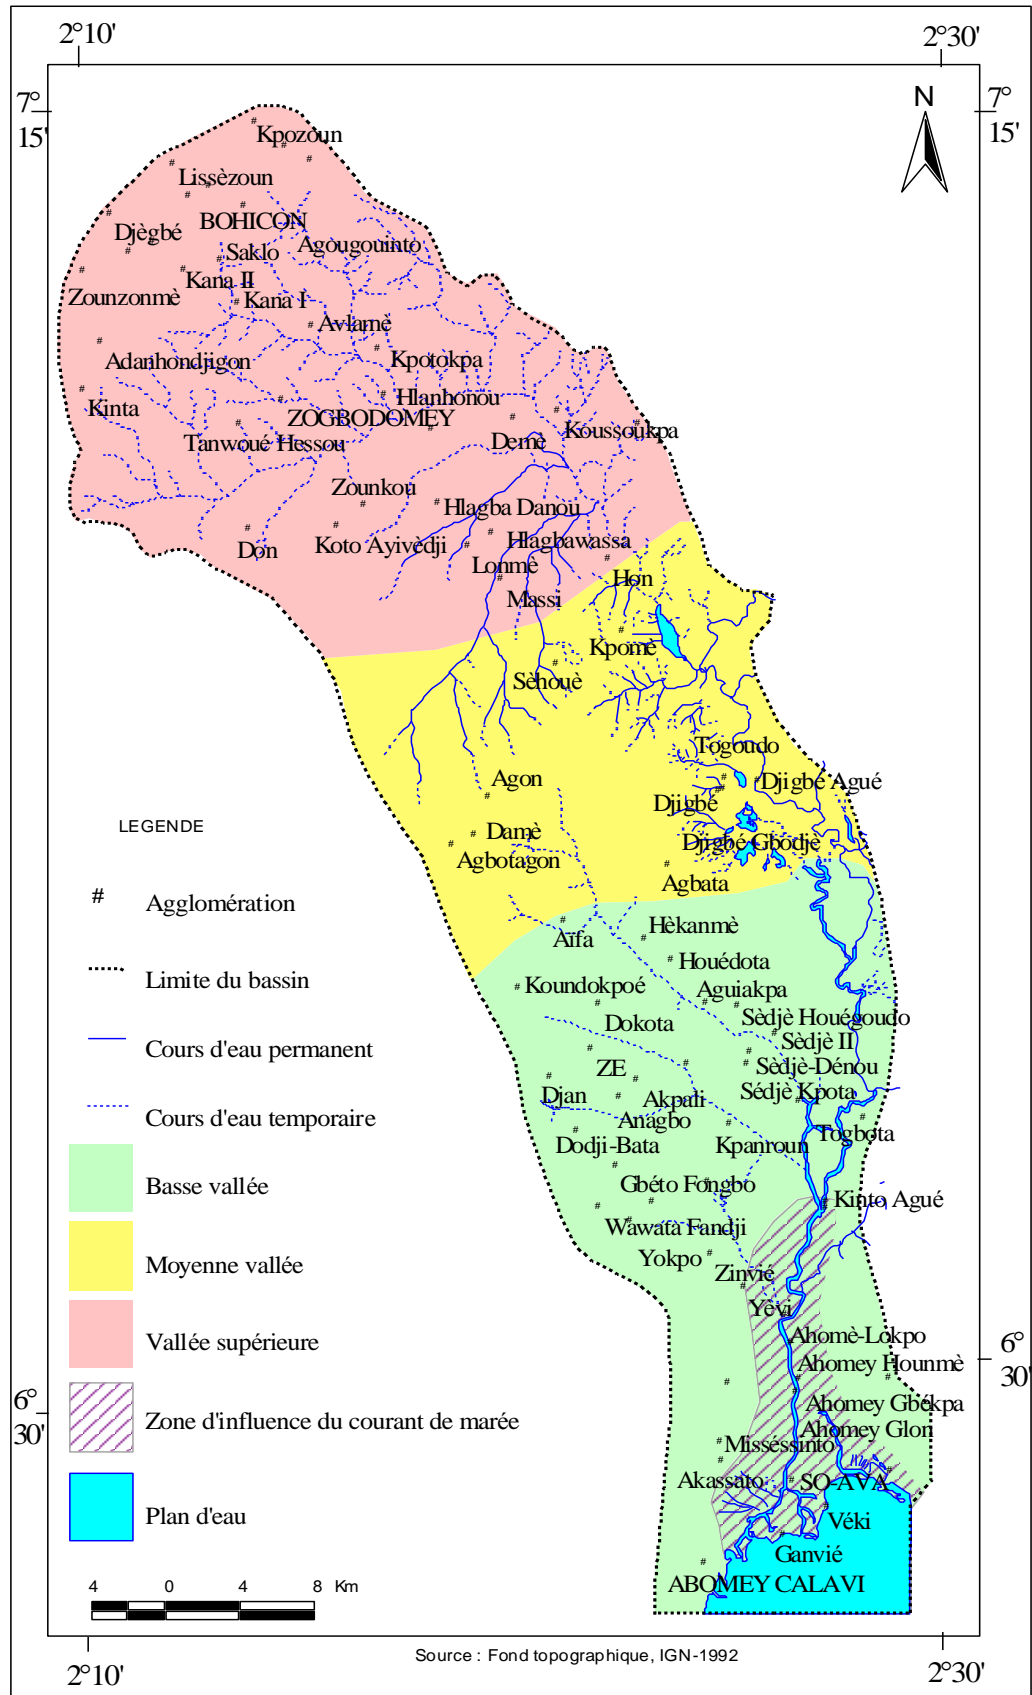 2°10'
2°30'
7°
15'
7°
15'
N
Kpozoun
Lissèzoun
BOHICON
Djègbé
Agougouinto
Saklo
Kana II
Zounzonmè
Kana I
Avlamè
Adanhondjigon
Kpotokpa
Kinta
Hlanhonou
ZOGBODOMEY
Koussoukpa
Tanwoué Hessou
Demè
Zounkou
Hlagba Danou
Don
Koto Ayivèdji
Hlagbawassa
Lonmè
Hon
Massi
Kpomè
Sèhouè
Togoudo
Agon
Djigbé Agué
Djigbé
LEGENDE
Damè
Djigbé Gbodjè
Agbotagon
Agbata
# Agglomération
Hèkanmè
Aïfa
Houédota
Limite du bassin
Koundokpoé
Aguiakpa
Dokota
Sèdjè Houégoudo
Sèdjè II
Cours d'eau permanent
ZE
Sèdjè-Dénou
Djan
Akpali
Sédjè Kpota
Cours d'eau temporaire
Anagbo
Togbota
Dodji-Bata
Kpanroun
Basse vallée
Gbéto Fongbo
Kinto Agué
Wawata Fandji
Moyenne vallée
Yokpo
Zinvié
Yèvi
Vallée supérieure
Ahomè-Lokpo
6°
30'
Ahomey Hounmè
Ahomey Gbékpa
6°
30'
Zone d'influence du courant de marée
Ahomey Glon
Misséssinto
Akassato
SO-AVA
Plan d'eau
Véki
Ganvié
ABOMEY CALAVI
4 0 4 8 Km
Source : Fond topographique, IGN-1992
2°10'
2°30'